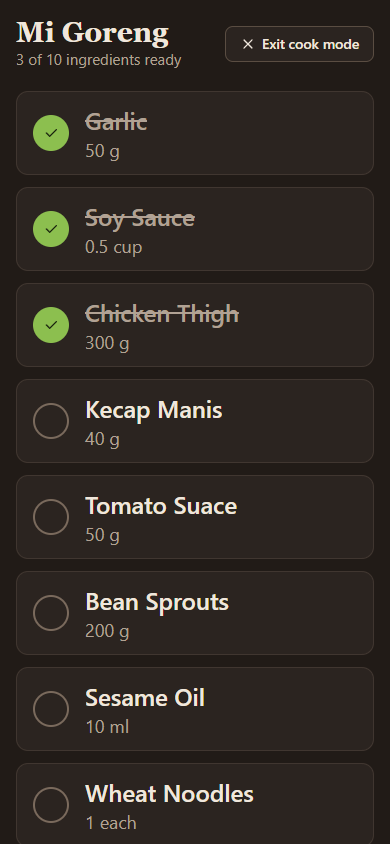 Mi Goreng
3 of 10 ingredients ready
Exit cook mode
Garlic
50 g
Soy Sauce
0.5 cup
Chicken Thigh
300 g
Kecap Manis
40 g
Tomato Suace
50 g
Bean Sprouts
200 g
Sesame Oil
10 ml
Wheat Noodles
1 each